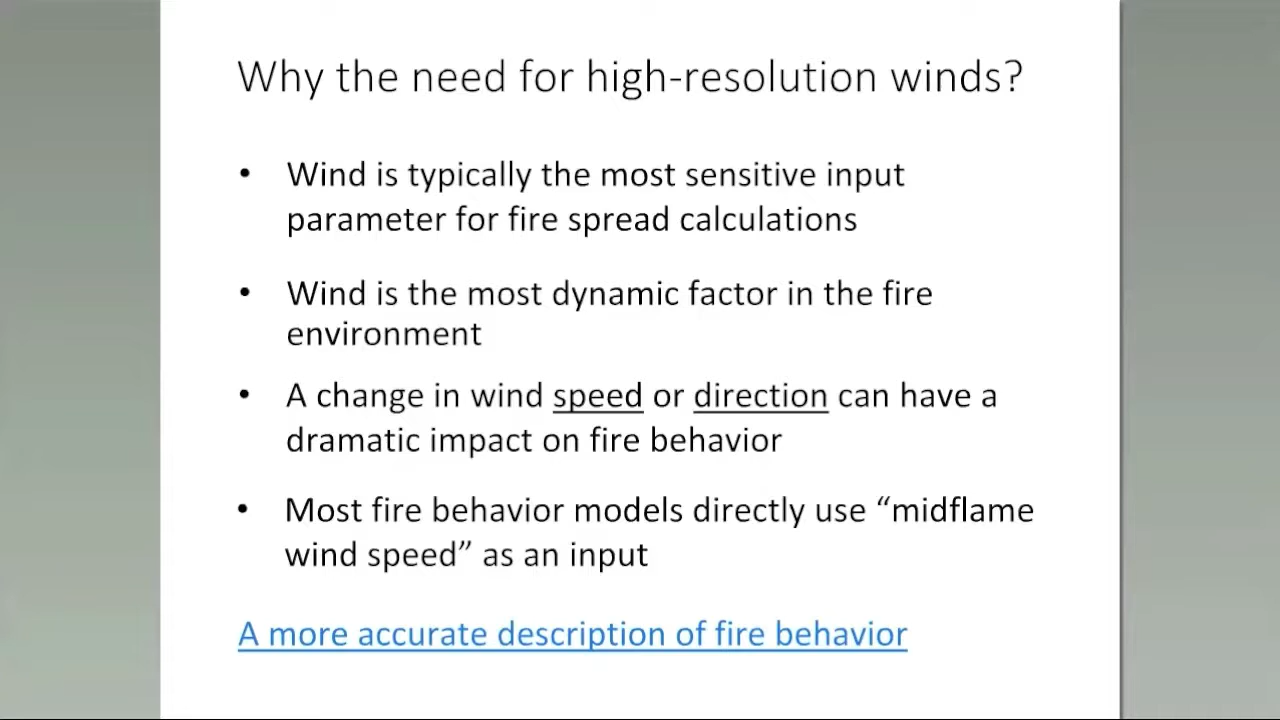 Why the need for high-resolution winds?
• Wind is typically the most sensitive input
parameter for fire spread calculations
• Wind is the most dynamic factor in the fire
environment
• A change in wind speed or direction can have a
dramatic impact on fire behavior
• Most fire behavior models directly use “midflame
wind speed” as an input
A more accurate description of fire behavior